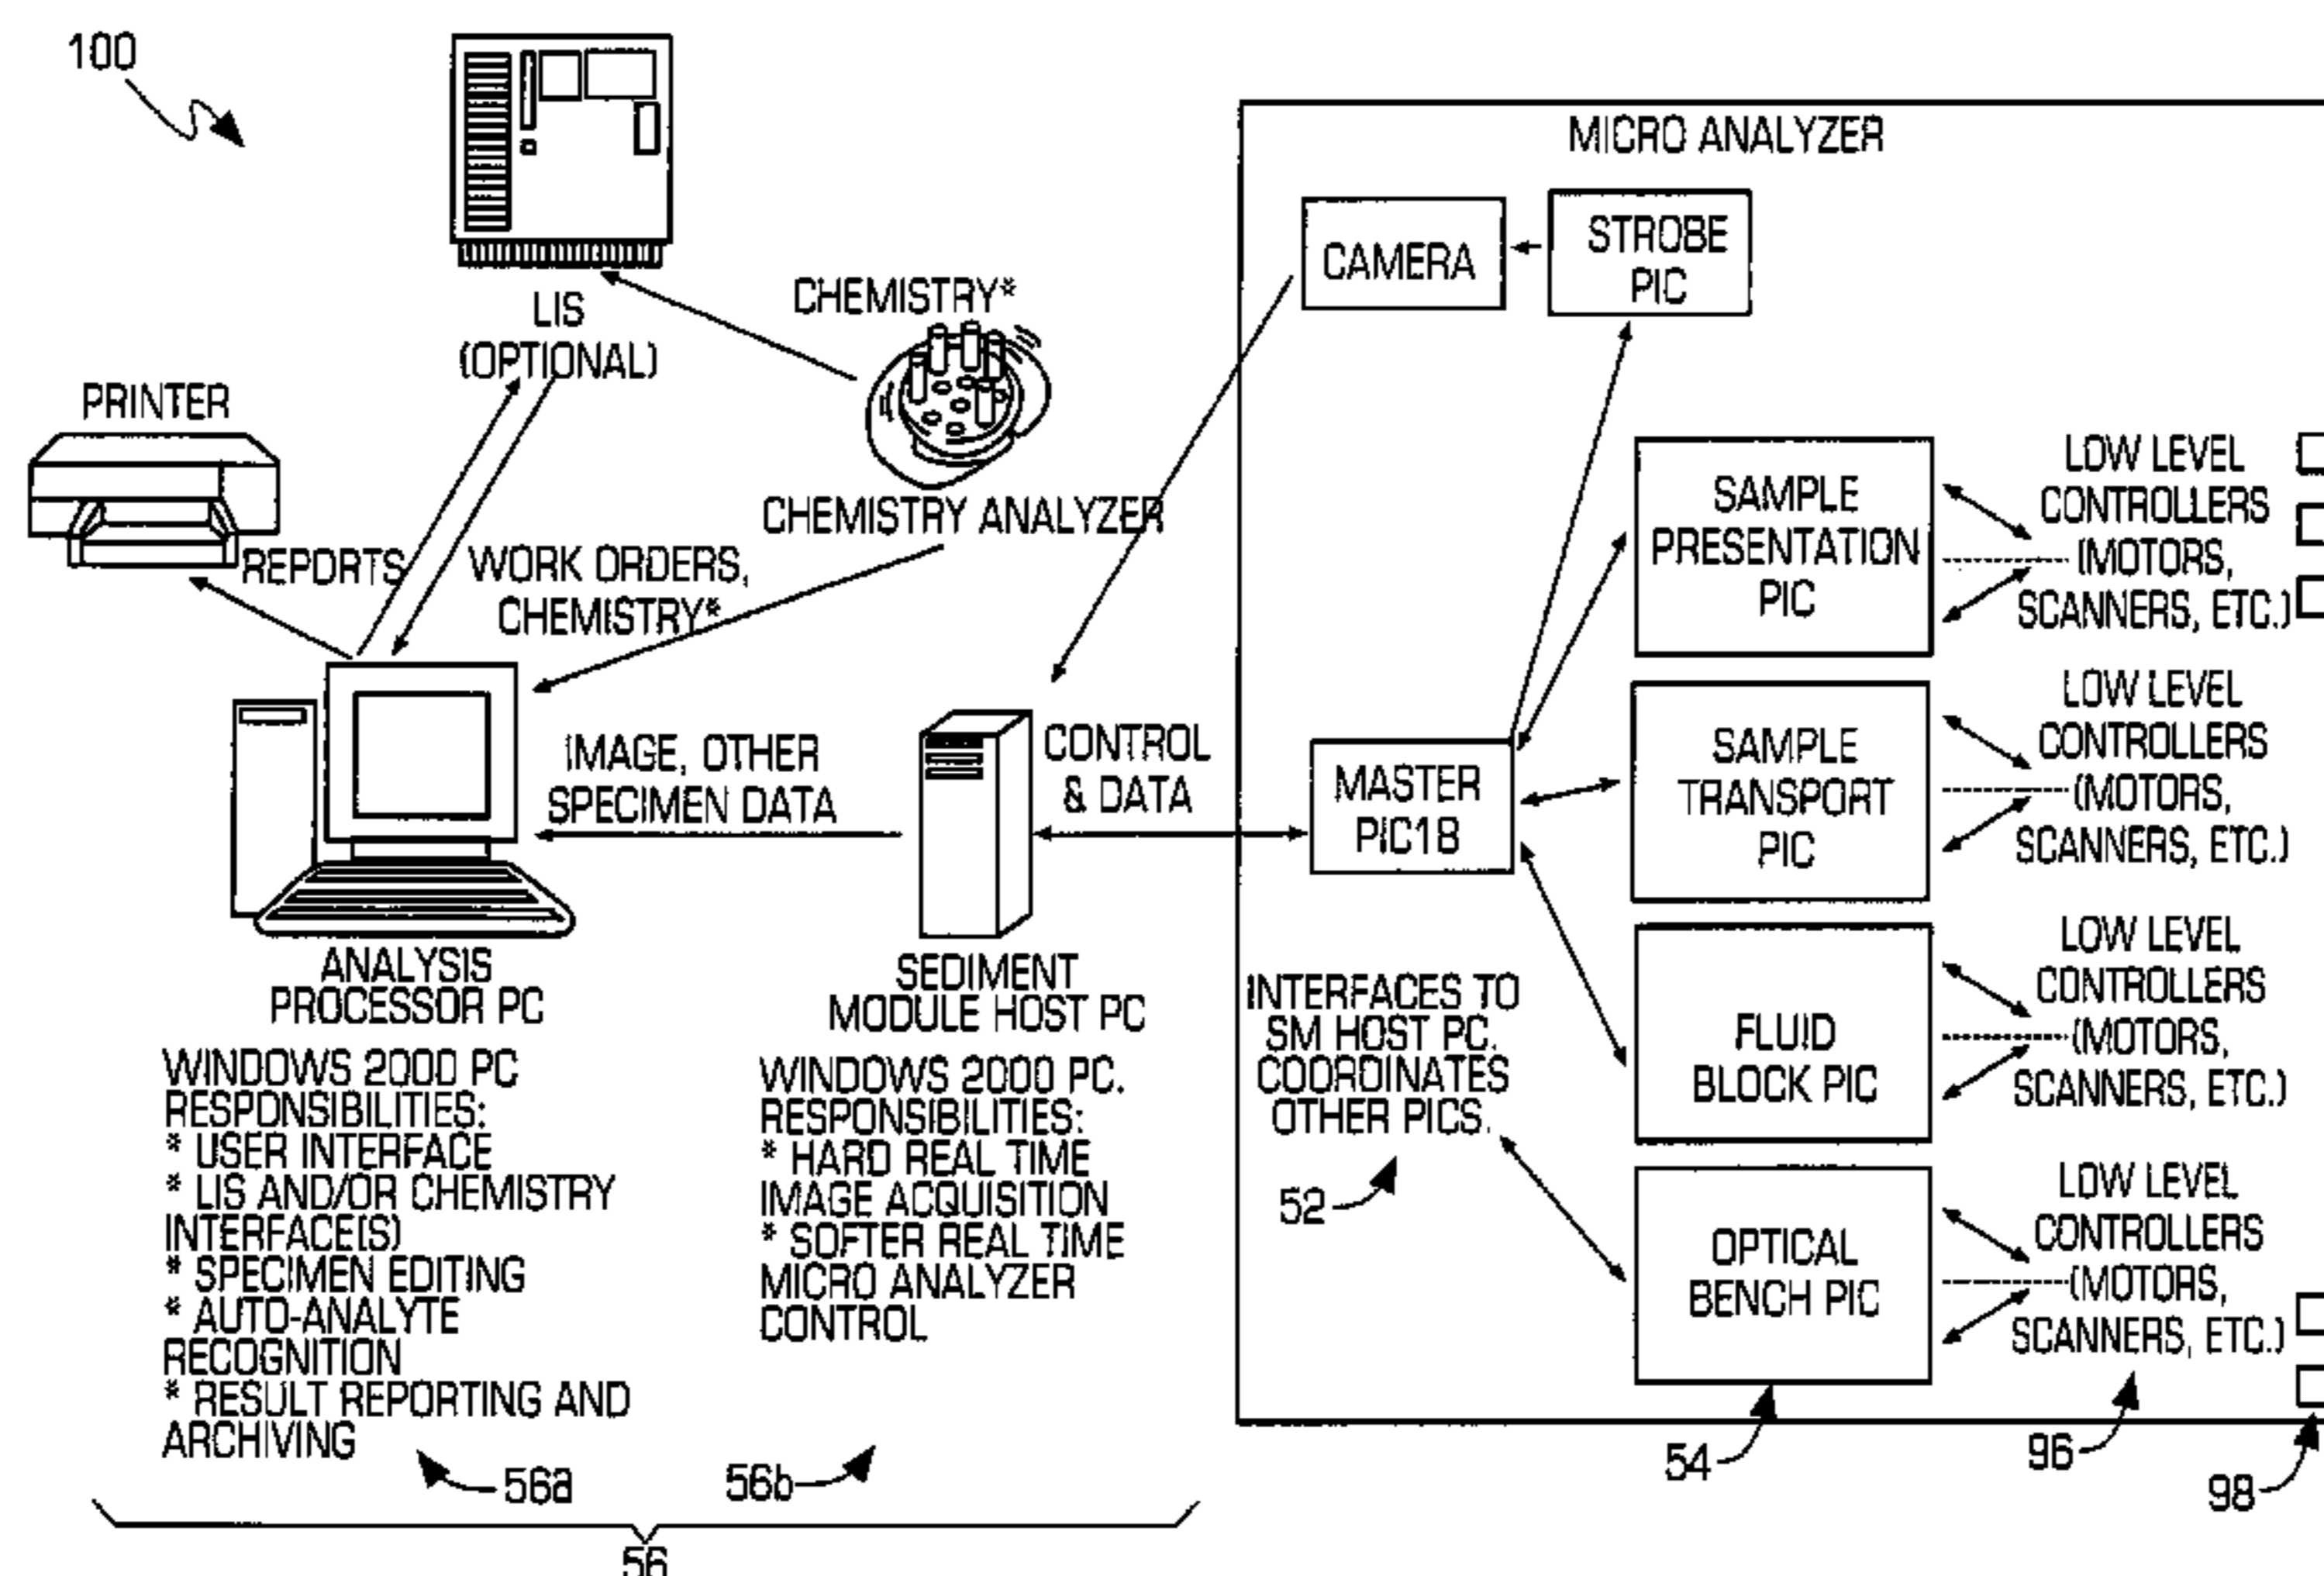 100
LIS
(OPTIONAL)
CHEMISTRY*
CHEMISTRY ANALYZER
PRINTER
REPORTS
WORK ORDERS,
CHEMISTRY*
IMAGE, OTHER
SPECIMEN DATA
CONTROL
& DATA
ANALYSIS
PROCESSOR PC
WINDOWS 2000 PC
RESPONSIBILITIES:
* USER INTERFACE
* LIS AND/OR CHEMISTRY
INTERFACE(S)
* SPECIMEN EDITING
* AUTO-ANALYTE
RECOGNITION
* RESULT REPORTING AND
ARCHIVING
56a
SEDIMENT
MODULE HOST PC
WINDOWS 2000 PC.
RESPONSIBILITIES:
* HARD REAL TIME
IMAGE ACQUISITION
* SOFTER REAL TIME
MICRO ANALYZER
CONTROL
56b
56
MICRO ANALYZER
CAMERA
STROBE
PIC
MASTER
PIC18
INTERFACES TO
SM HOST PC.
COORDINATES
OTHER PICS.
52
SAMPLE
PRESENTATION
PIC
LOW LEVEL
CONTROLLERS
(MOTORS,
SCANNERS, ETC.)
SAMPLE
TRANSPORT
PIC
LOW LEVEL
CONTROLLERS
(MOTORS,
SCANNERS, ETC.)
FLUID
BLOCK PIC
LOW LEVEL
CONTROLLERS
(MOTORS,
SCANNERS, ETC.)
OPTICAL
BENCH PIC
LOW LEVEL
CONTROLLERS
(MOTORS,
SCANNERS, ETC.)
54
96
98